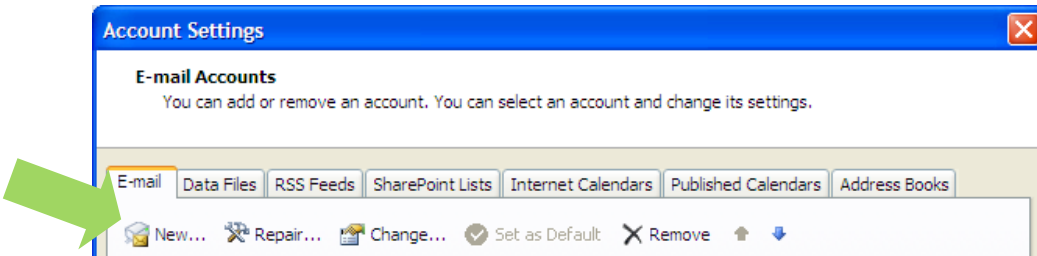 Account Settings
E-mail Accounts
You can add or remove an account. You can select an account and change its settings.
E-mail Data Files RSS Feeds SharePoint Lists Internet Calendars Published Calendars Address Books
New... Repair... Change... Set as Default Remove